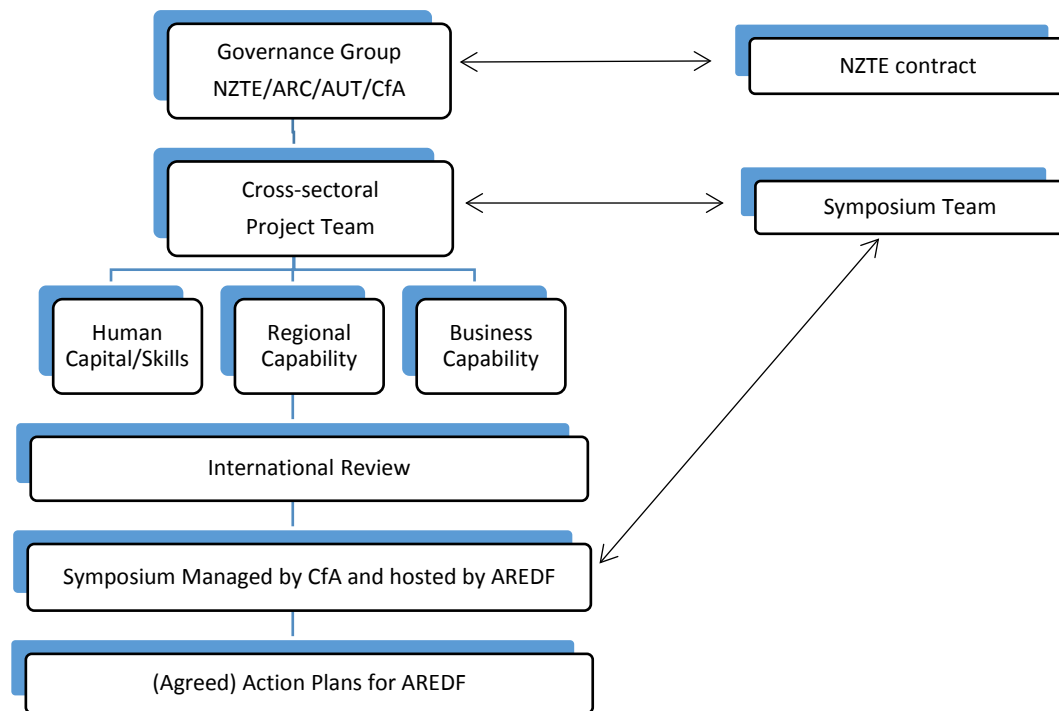 Governance Group
NZTE/ARC/AUT/CfA
NZTE contract
Cross-sectoral
Project Team
Symposium Team
Human
Capital/Skills
Regional
Capability
Business
Capability
International Review
Symposium Managed by CfA and hosted by AREDF
(Agreed) Action Plans for AREDF